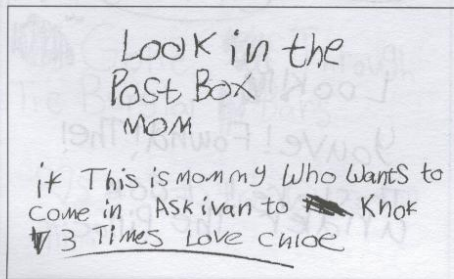 Look in the
Post Box
MOM
if This is mommy Who Wants to
come in Ask ivan to Knok
3 Times Love Chloe